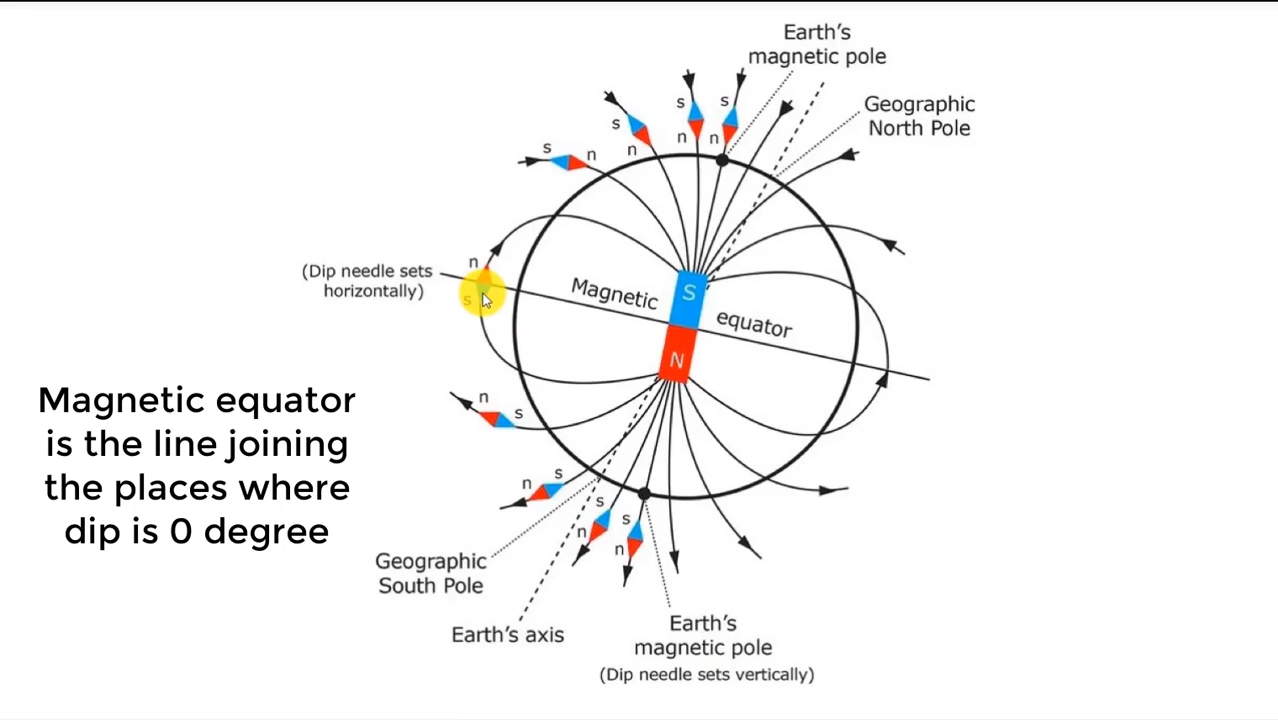 Earth's
magnetic pole
Geographic
North Pole
s
s
s
n
n
n
s
n
(Dip needle sets
horizontally)
n
s
Magnetic
equator
S
N
Magnetic equator
is the line joining
the places where
dip is 0 degree
n
s
n
s
s
n
s
n
Geographic
South Pole
Earth's axis
Earth's
magnetic pole
(Dip needle sets vertically)